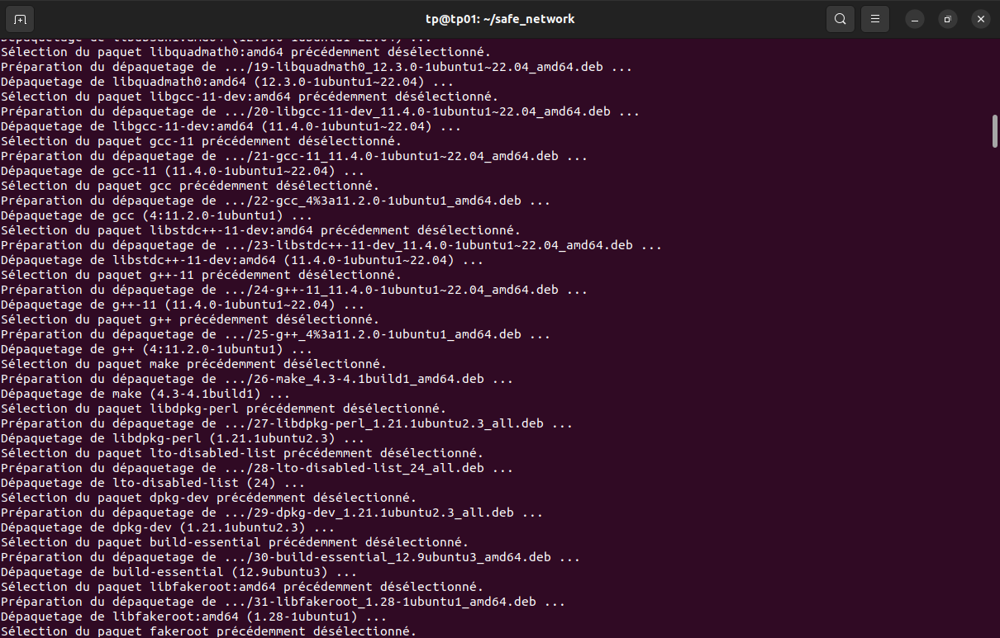 tp@tp01: ~/safe_network
Dépaquetage de libubsan1:amd64 (12.3.0-1ubuntu1~22.04) ...
Sélection du paquet libquadmath0:amd64 précédemment désélectionné.
Préparation du dépaquetage de .../19-libquadmath0_12.3.0-1ubuntu1~22.04_amd64.deb ...
Dépaquetage de libquadmath0:amd64 (12.3.0-1ubuntu1~22.04) ...
Sélection du paquet libgcc-11-dev:amd64 précédemment désélectionné.
Préparation du dépaquetage de .../20-libgcc-11-dev_11.4.0-1ubuntu1~22.04_amd64.deb ...
Dépaquetage de libgcc-11-dev:amd64 (11.4.0-1ubuntu1~22.04) ...
Sélection du paquet gcc-11 précédemment désélectionné.
Préparation du dépaquetage de .../21-gcc-11_11.4.0-1ubuntu1~22.04_amd64.deb ...
Dépaquetage de gcc-11 (11.4.0-1ubuntu1~22.04) ...
Sélection du paquet gcc précédemment désélectionné.
Préparation du dépaquetage de .../22-gcc_4%3a11.2.0-1ubuntu1_amd64.deb ...
Dépaquetage de gcc (4:11.2.0-1ubuntu1) ...
Sélection du paquet libstdc++-11-dev:amd64 précédemment désélectionné.
Préparation du dépaquetage de .../23-libstdc++-11-dev_11.4.0-1ubuntu1~22.04_amd64.deb ...
Dépaquetage de libstdc++-11-dev:amd64 (11.4.0-1ubuntu1~22.04) ...
Sélection du paquet g++-11 précédemment désélectionné.
Préparation du dépaquetage de .../24-g++-11_11.4.0-1ubuntu1~22.04_amd64.deb ...
Dépaquetage de g++-11 (11.4.0-1ubuntu1~22.04) ...
Sélection du paquet g++ précédemment désélectionné.
Préparation du dépaquetage de .../25-g++_4%3a11.2.0-1ubuntu1_amd64.deb ...
Dépaquetage de g++ (4:11.2.0-1ubuntu1) ...
Sélection du paquet make précédemment désélectionné.
Préparation du dépaquetage de .../26-make_4.3-4.1build1_amd64.deb ...
Dépaquetage de make (4.3-4.1build1) ...
Sélection du paquet libdpkg-perl précédemment désélectionné.
Préparation du dépaquetage de .../27-libdpkg-perl_1.21.1ubuntu2.3_all.deb ...
Dépaquetage de libdpkg-perl (1.21.1ubuntu2.3) ...
Sélection du paquet lto-disabled-list précédemment désélectionné.
Préparation du dépaquetage de .../28-lto-disabled-list_24_all.deb ...
Dépaquetage de lto-disabled-list (24) ...
Sélection du paquet dpkg-dev précédemment désélectionné.
Préparation du dépaquetage de .../29-dpkg-dev_1.21.1ubuntu2.3_all.deb ...
Dépaquetage de dpkg-dev (1.21.1ubuntu2.3) ...
Sélection du paquet build-essential précédemment désélectionné.
Préparation du dépaquetage de .../30-build-essential_12.9ubuntu3_amd64.deb ...
Dépaquetage de build-essential (12.9ubuntu3) ...
Sélection du paquet libfakeroot:amd64 précédemment désélectionné.
Préparation du dépaquetage de .../31-libfakeroot_1.28-1ubuntu1_amd64.deb ...
Dépaquetage de libfakeroot:amd64 (1.28-1ubuntu1) ...
Sélection du paquet fakeroot précédemment désélectionné.